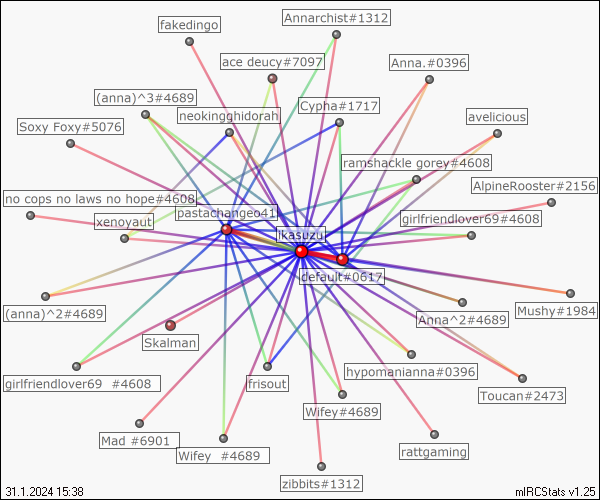 Annarchist#1312
fakedingo
ace deucy#7097
Anna.#0396
(anna)^3#4689
Cypha#1717
neokingghidorah
avelicious
Soxy Foxy#5076
ramshackle gorey#4608
AlpineRooster#2156
no cops no laws no hope#4608
pastachangeo41
girlfriendlover69#4608
xenoyaut
Ikasuzu
default#0617
Mushy#1984
(anna)^2#4689
Anna^2#4689
Skalman
hypomanianna#0396
girlfriendlover69 #4608
frisout
Toucan#2473
Wifey#4689
Mad #6901
Wifey #4689
rattgaming
zibbits#1312
31.1.2024 15:38
mIRCStats v1.25